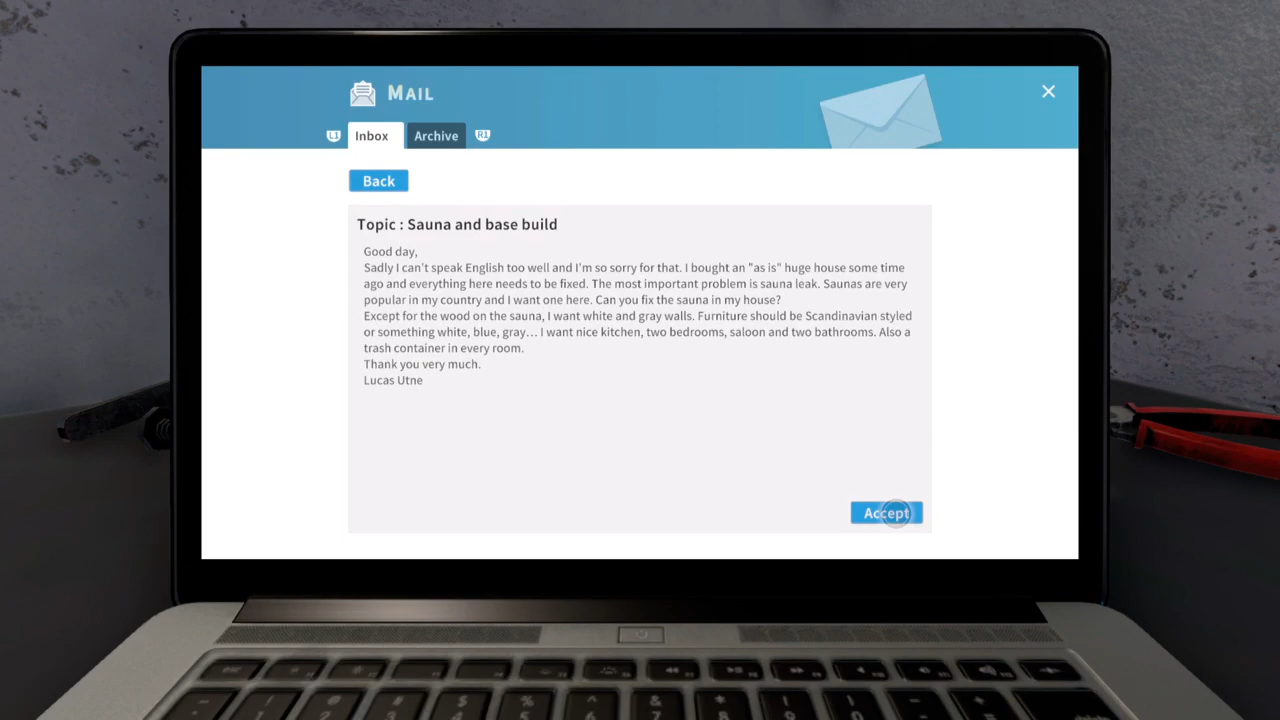 MAIL
L1
Inbox
Archive
R1
Back
Topic : Sauna and base build
Good day,
Sadly I can't speak English too well and I'm so sorry for that. I bought an "as is" huge house some time
ago and everything here needs to be fixed. The most important problem is sauna leak. Saunas are very
popular in my country and I want one here. Can you fix the sauna in my house?
Except for the wood on the sauna, I want white and gray walls. Furniture should be Scandinavian styled
or something white, blue, gray... I want nice kitchen, two bedrooms, saloon and two bathrooms. Also a
trash container in every room.
Thank you very much.
Lucas Utne
Accept